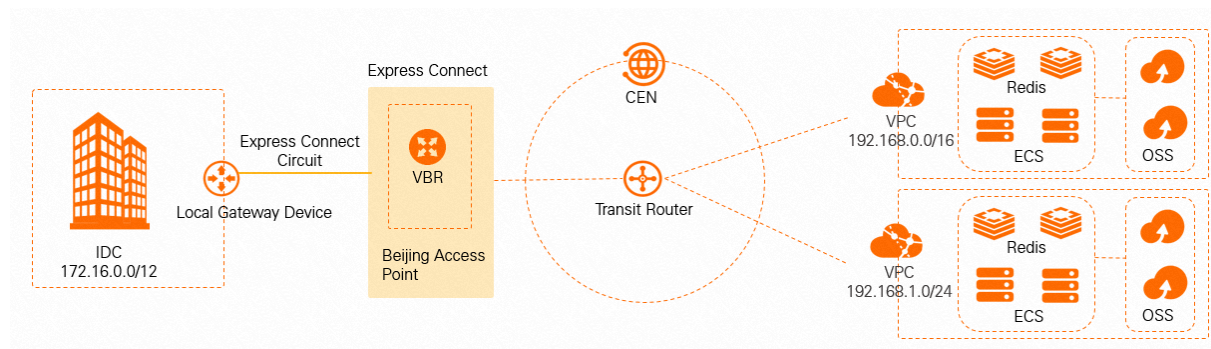 IDC
172.16.0.0/12
Local Gateway Device
Express Connect
Circuit
Express Connect
VBR
Beijing Access
Point
CEN
Transit Router
VPC
192.168.0.0/16
Redis
ECS
OSS
VPC
192.168.1.0/24
Redis
ECS
OSS